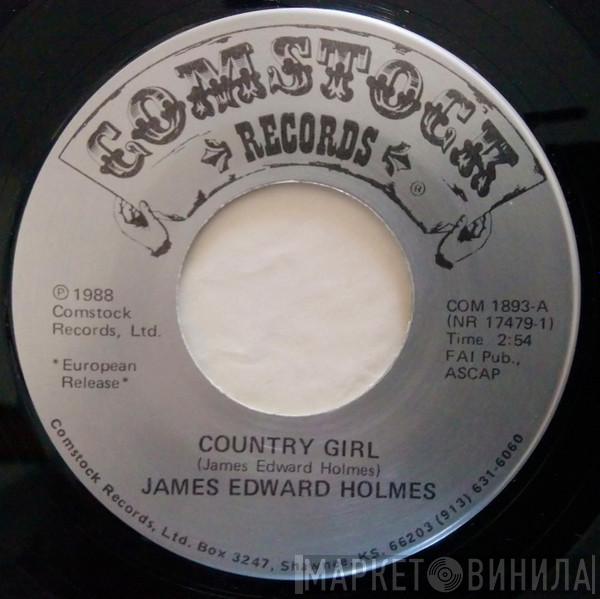 COMSTOCK
RECORDS
®
℗ 1988
Comstock
Records, Ltd.
*European
Release*
COM 1893-A
(NR 17479-1)
Time 2:54
FAI Pub.,
ASCAP
COUNTRY GIRL
(James Edward Holmes)
JAMES EDWARD HOLMES
Comstock Records, Ltd. Box 3247, Shawnee, KS. 66203 (913) 631-6060
МАРКЕТ ВИНИЛА